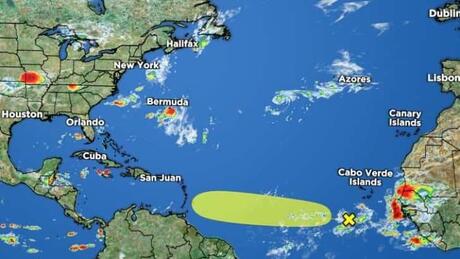 Dublin
Halifax
New York
Azores
Lisbon
Bermuda
Houston
Orlando
Canary
Islands
Cuba
San Juan
Cabo Verde
Islands